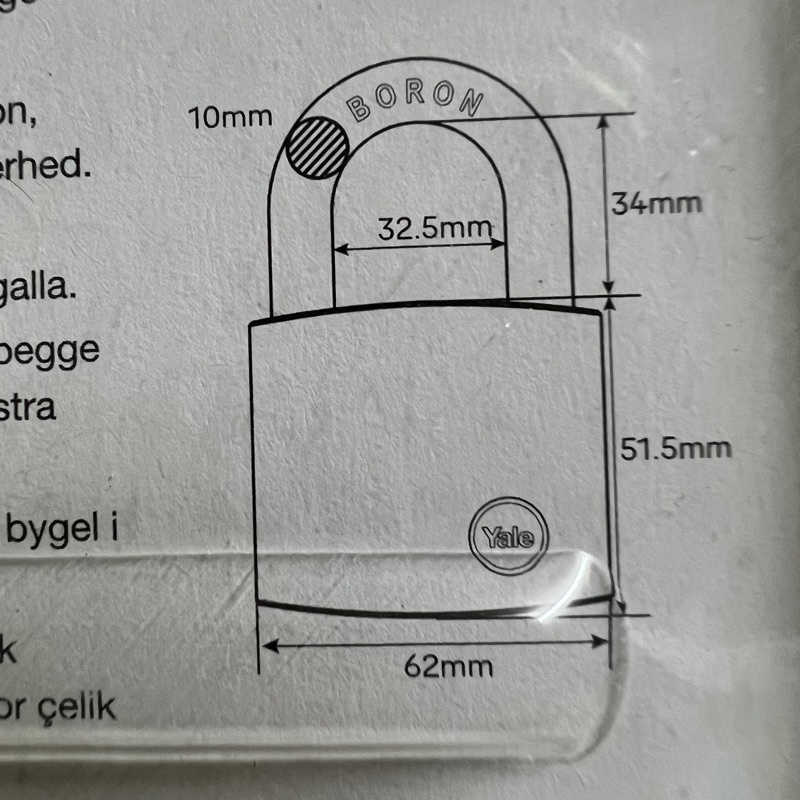 on,
erhed.
galla.
begge
stra
bygel i
k
or çelik
BORON
10mm
34mm
32.5mm
51.5mm
Yale
62mm